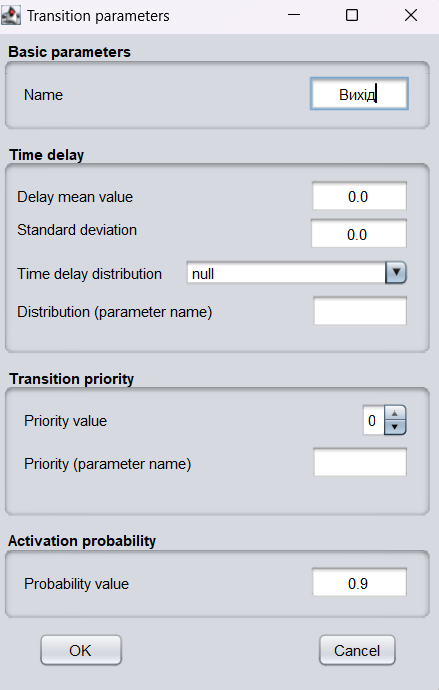 Transition parameters
Basic parameters
Name Вихід
Time delay
Delay mean value 0.0
Standard deviation 0.0
Time delay distribution null
Distribution (parameter name)
Transition priority
Priority value 0
Priority (parameter name)
Activation probability
Probability value 0.9
OK Cancel